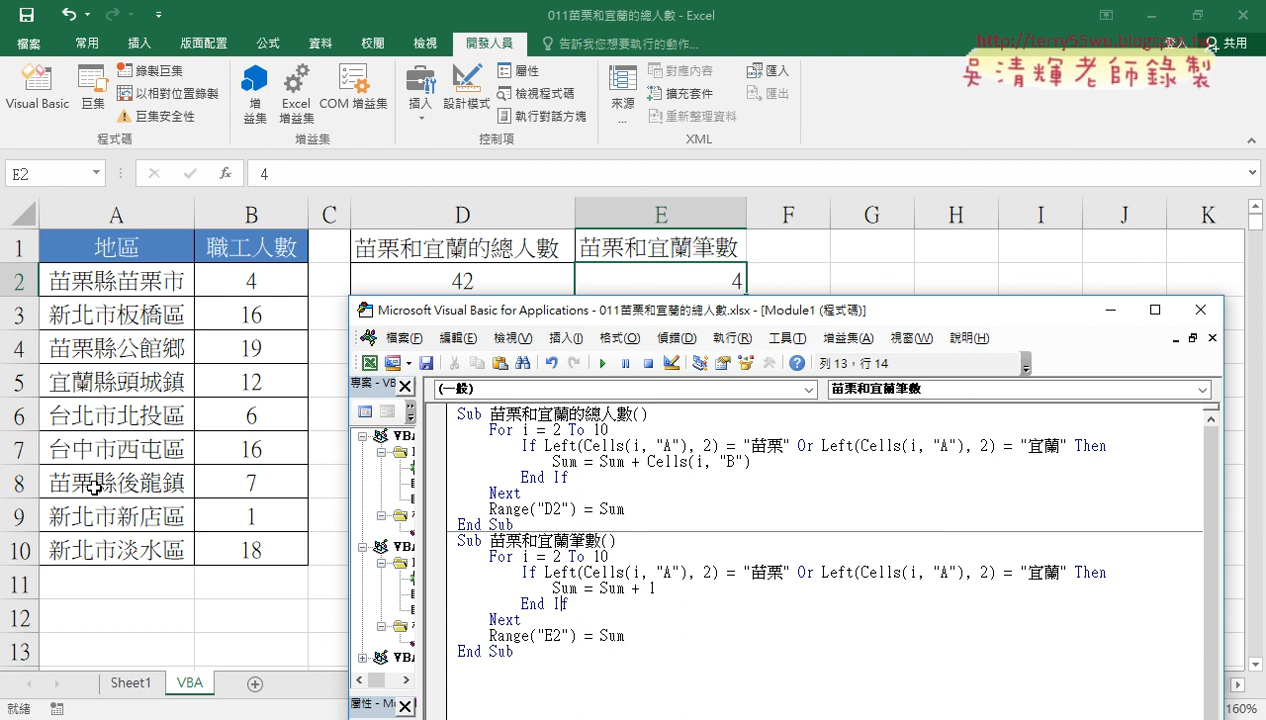 011苗栗和宜蘭的總人數 - Excel
http://terry55wu.blogspot.tw
檔案 常用 插入 版面配置 公式 資料 校閱 檢視 開發人員 告訴我您想要執行的動作... 登入 共用
吳清輝老師錄製
Visual Basic 巨集 錄製巨集 以相對位置錄製 巨集安全性
增益集 Excel 增益集 COM 增益集
插入 設計模式 屬性 檢視程式碼 執行對話方塊
來源... 對應內容 擴充套件 重新整理資料 匯入 匯出
程式碼 增益集 控制項 XML
E2 fx 4
A B C D E F G H I J K
1 地區 職工人數 苗栗和宜蘭的總人數 苗栗和宜蘭筆數
2 苗栗縣苗栗市 4 42 4
3 新北市板橋區 16
4 苗栗縣公館鄉 19
5 宜蘭縣頭城鎮 12
6 台北市北投區 6
7 台中市西屯區 16
8 苗栗縣後龍鎮 7
9 新北市新店區 1
10 新北市淡水區 18
11
12
13
Microsoft Visual Basic for Applications - 011苗栗和宜蘭的總人數.xlsx - [Module1 (程式碼)]
檔案(F) 編輯(E) 檢視(V) 插入(I) 格式(O) 偵錯(D) 執行(R) 工具(T) 增益集(A) 視窗(W) 說明(H)
列 13，行 14
專案 - VB
(一般) 苗栗和宜蘭筆數
Sub 苗栗和宜蘭的總人數()
For i = 2 To 10
If Left(Cells(i, "A"), 2) = "苗栗" Or Left(Cells(i, "A"), 2) = "宜蘭" Then
Sum = Sum + Cells(i, "B")
End If
Next
Range("D2") = Sum
End Sub
Sub 苗栗和宜蘭筆數()
For i = 2 To 10
If Left(Cells(i, "A"), 2) = "苗栗" Or Left(Cells(i, "A"), 2) = "宜蘭" Then
Sum = Sum + 1
End If
Next
Range("E2") = Sum
End Sub
VBA
VBA
VBA
屬性 - M
Sheet1 VBA
就緒 160%